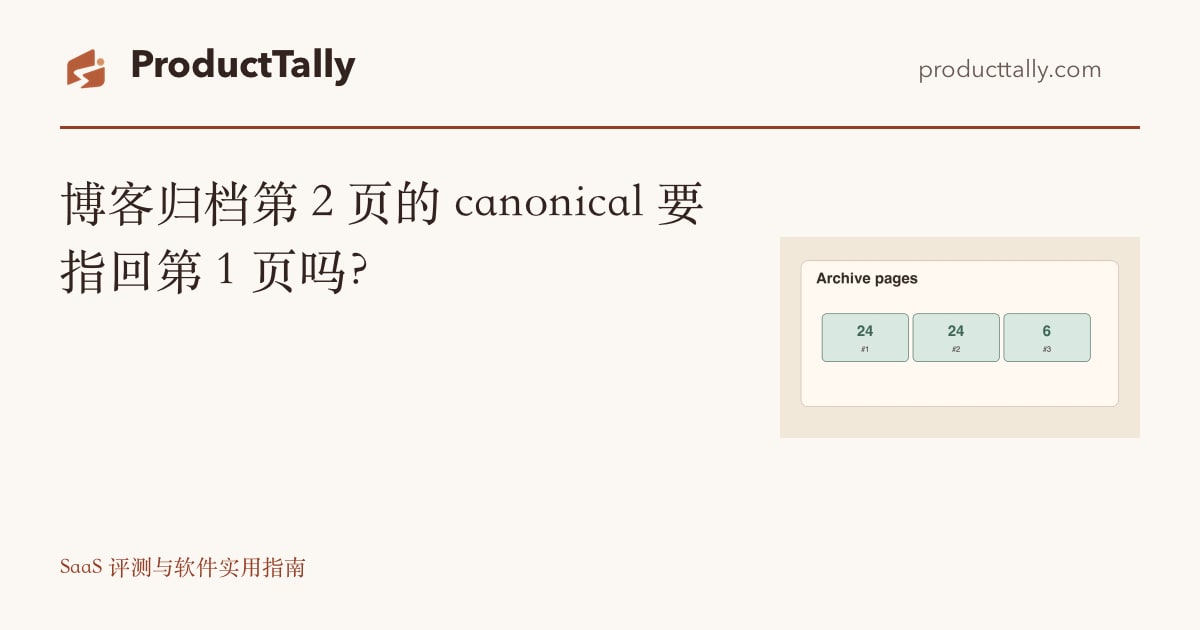 ProductTally
producttally.com
博客归档第 2 页的 canonical 要
指回第 1 页吗?
Archive pages
24
#1
24
#2
6
#3
SaaS 评测与软件实用指南